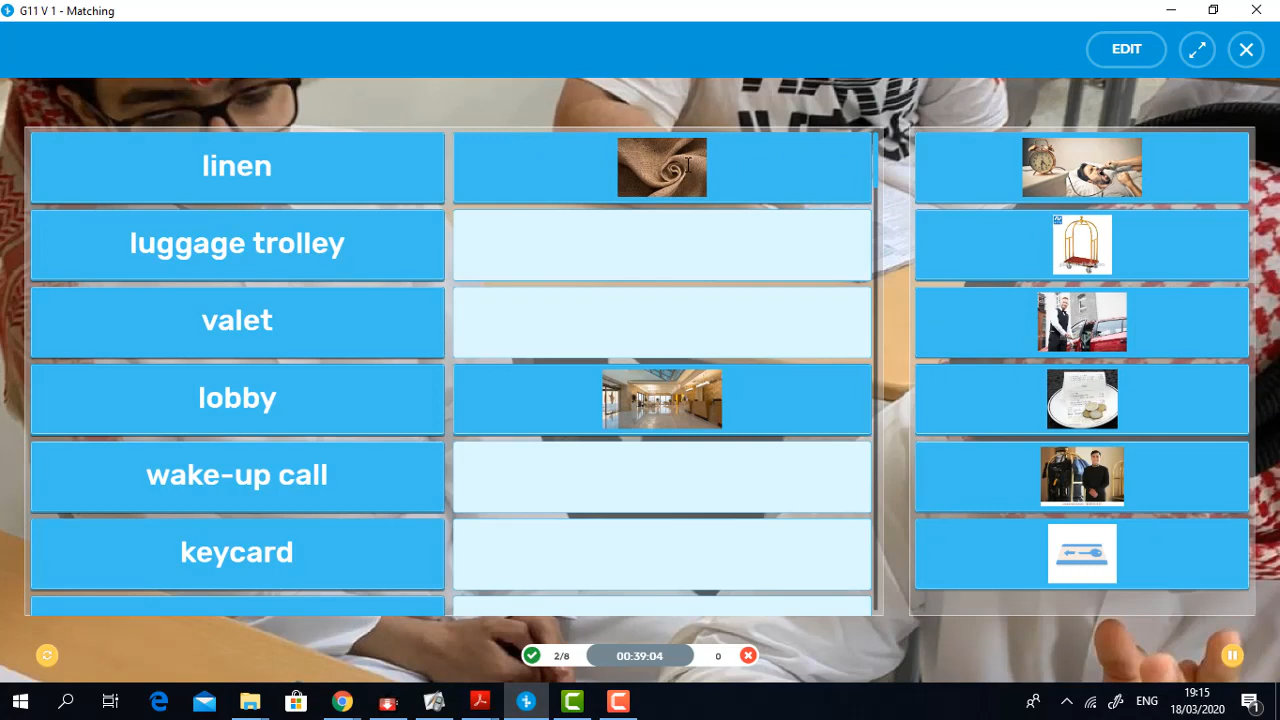 G11 V 1 - Matching
EDIT
linen
luggage trolley
valet
lobby
wake-up call
keycard
2/8
00:39:04
0
ENG
19:15
18/03/2020
1